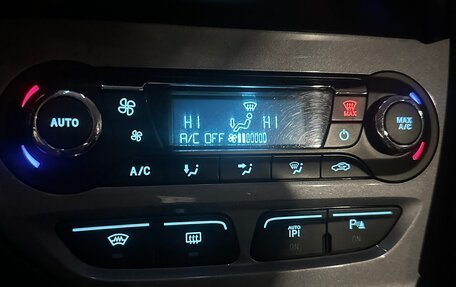 AUTO
MAX
HI HI
MAX
A/C
A/C OFF
A/C
AUTO
P
ON ON